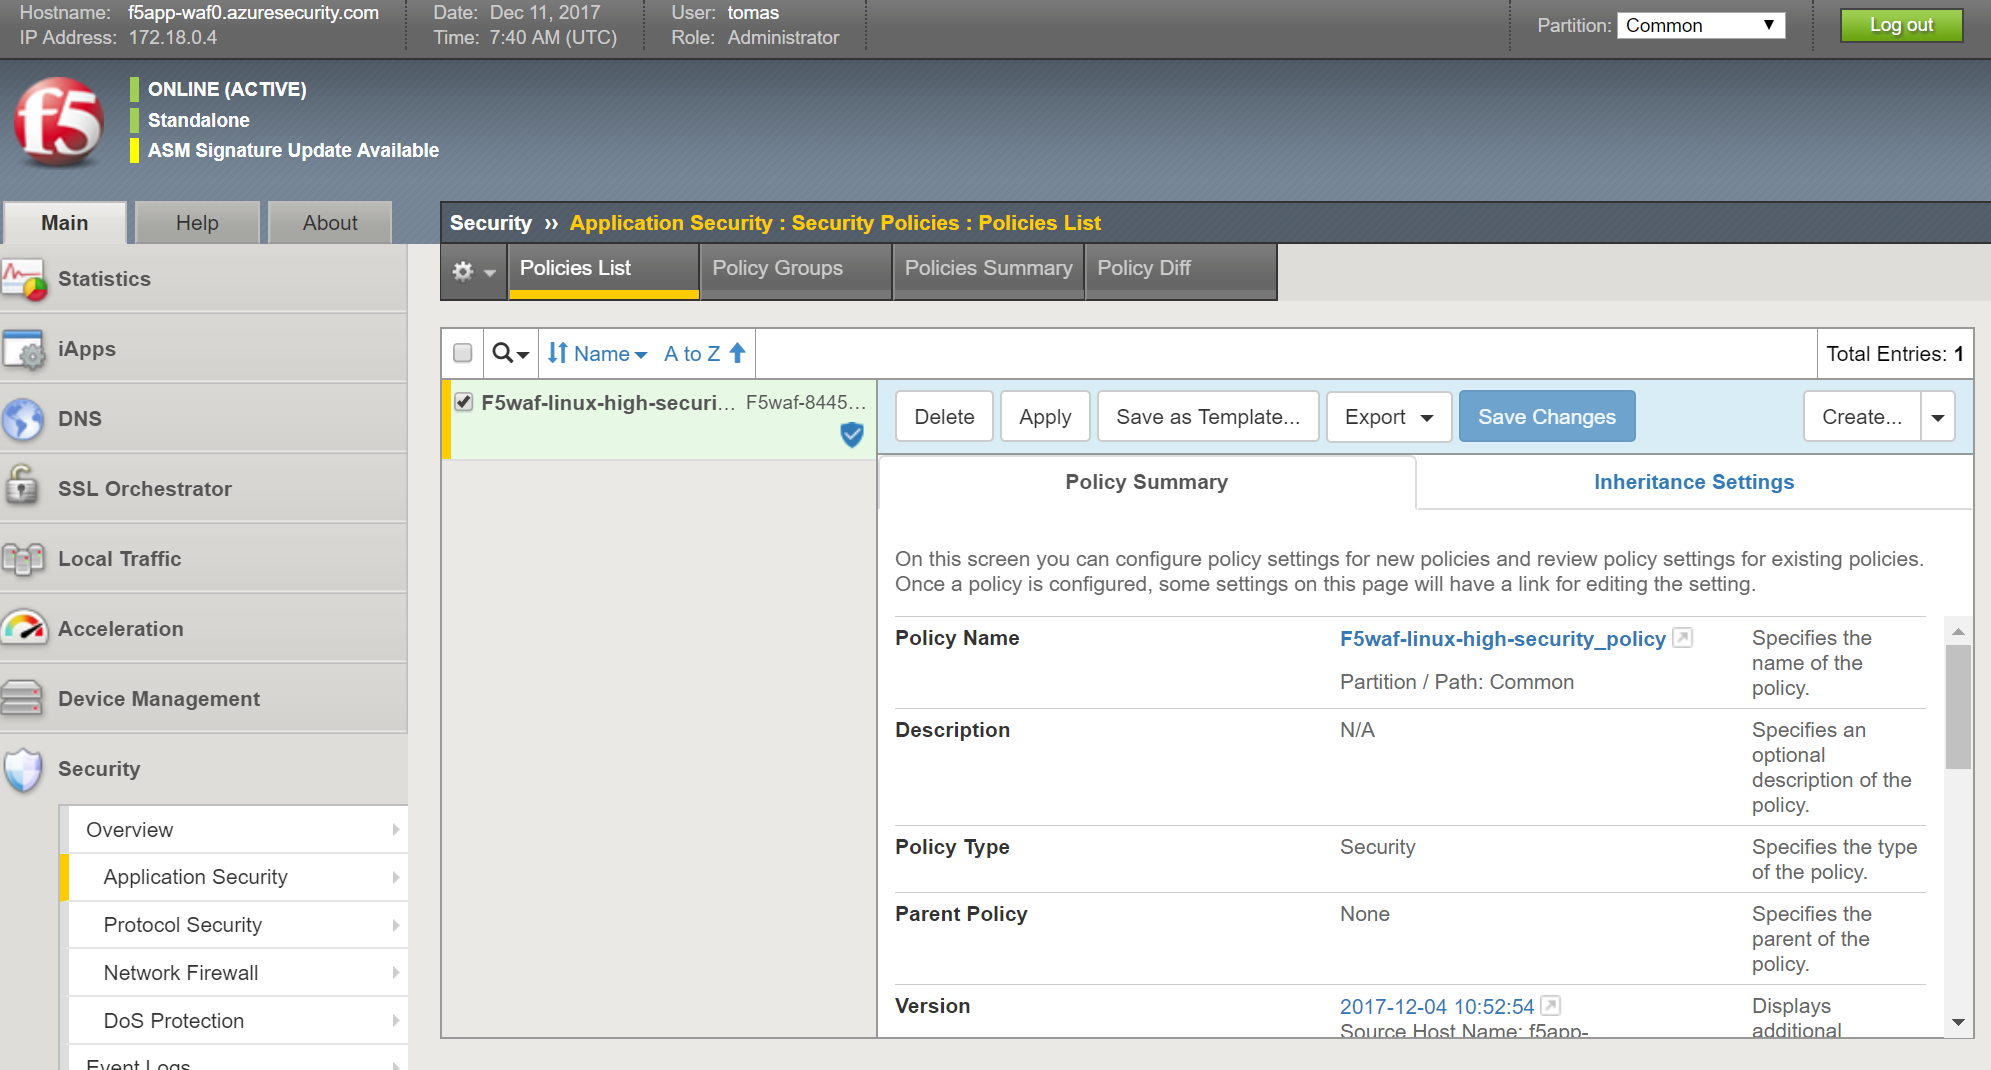 Hostname: f5app-waf0.azuresecurity.com
IP Address: 172.18.0.4
Date: Dec 11, 2017
Time: 7:40 AM (UTC)
User: tomas
Role: Administrator
Partition: Common
Log out
f5
ONLINE (ACTIVE)
Standalone
ASM Signature Update Available
Main
Help
About
Security ›› Application Security : Security Policies : Policies List
Policies List
Policy Groups
Policies Summary
Policy Diff
Statistics
iApps
DNS
SSL Orchestrator
Local Traffic
Acceleration
Device Management
Security
Overview
Application Security
Protocol Security
Network Firewall
DoS Protection
Event Logs
Name
A to Z
Total Entries: 1
F5waf-linux-high-securi... F5waf-8445...
Delete
Apply
Save as Template...
Export
Save Changes
Create...
Policy Summary
Inheritance Settings
On this screen you can configure policy settings for new policies and review policy settings for existing policies.
Once a policy is configured, some settings on this page will have a link for editing the setting.
Policy Name
F5waf-linux-high-security_policy
Partition / Path: Common
Specifies the
name of the
policy.
Description
N/A
Specifies an
optional
description of the
policy.
Policy Type
Security
Specifies the type
of the policy.
Parent Policy
None
Specifies the
parent of the
policy.
Version
2017-12-04 10:52:54
Source Host Name: f5app-
Displays
additional